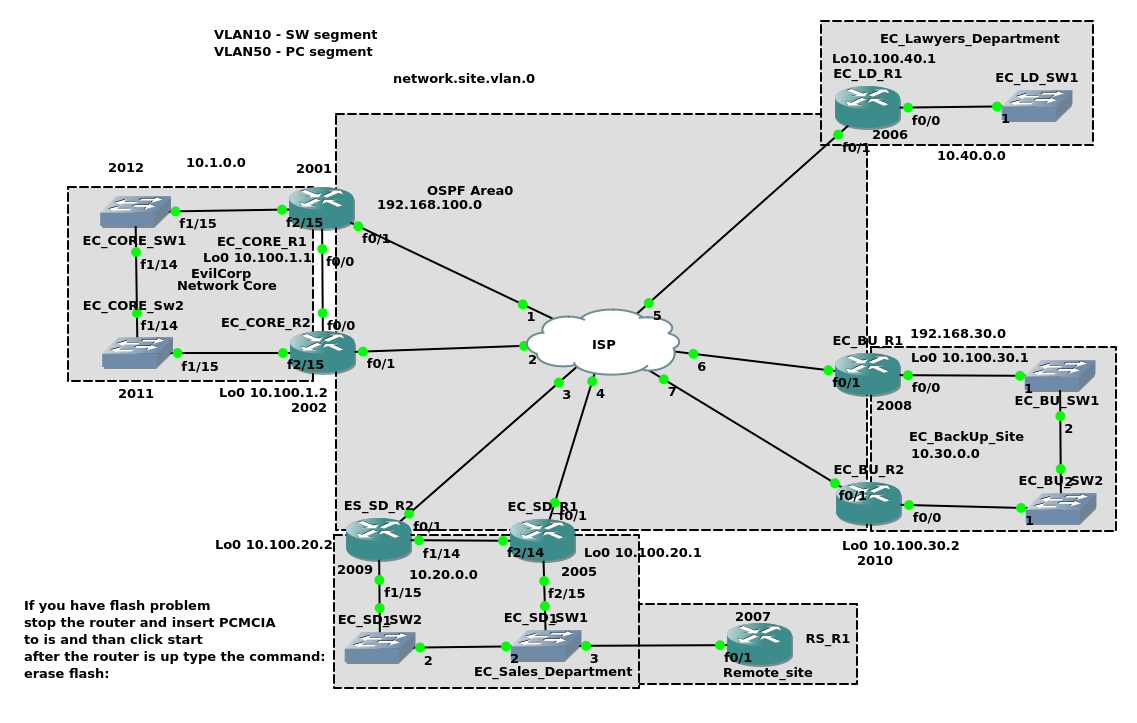 VLAN10 - SW segment
VLAN50 - PC segment
network.site.vlan.0
EC_Lawyers_Department
Lo10.100.40.1
EC_LD_R1
EC_LD_SW1
f0/0
1
2006
f0/1
10.40.0.0
2012
10.1.0.0
2001
OSPF Area0
192.168.100.0
f1/15
f2/15
EC_CORE_SW1
EC_CORE_R1
f0/1
Lo0 10.100.1.1
f0/0
f1/14
EvilCorp
Network Core
EC_CORE_Sw2
f1/14
EC_CORE_R2
f0/0
f1/15
f2/15
f0/1
2011
Lo0 10.100.1.2
2002
ISP
1
2
3
4
5
6
7
192.168.30.0
EC_BU_R1
Lo0 10.100.30.1
f0/1
f0/0
1
EC_BU_SW1
2008
2
EC_BackUp_Site
10.30.0.0
EC_BU_R2
2
EC_BU_SW2
f0/1
f0/0
1
Lo0 10.100.30.2
2010
ES_SD_R2
EC_SD_R1
f0/1
f0/1
Lo0 10.100.20.2
f1/14
f2/14
Lo0 10.100.20.1
2009
10.20.0.0
2005
f1/15
f2/15
EC_SD_SW2
1
EC_SD_SW1
1
2
2
3
EC_Sales_Department
2007
RS_R1
f0/1
Remote_site
If you have flash problem
stop the router and insert PCMCIA
to is and than click start
after the router is up type the command:
erase flash: